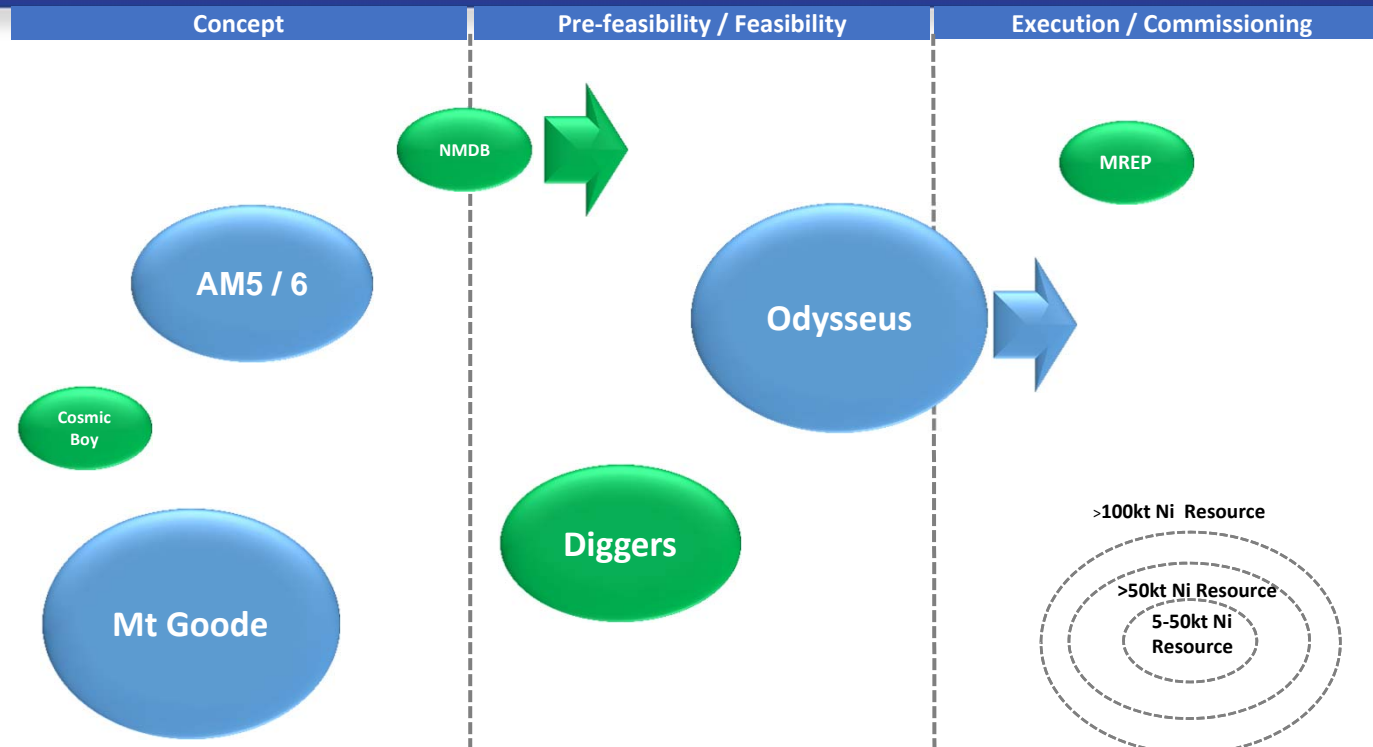 Concept
Pre-feasibility / Feasibility
Execution / Commissioning
NMDB
MREP
AM5 / 6
Odysseus
Cosmic
Boy
Diggers
Mt Goode
>100kt Ni Resource
>50kt Ni Resource
5-50kt Ni
Resource